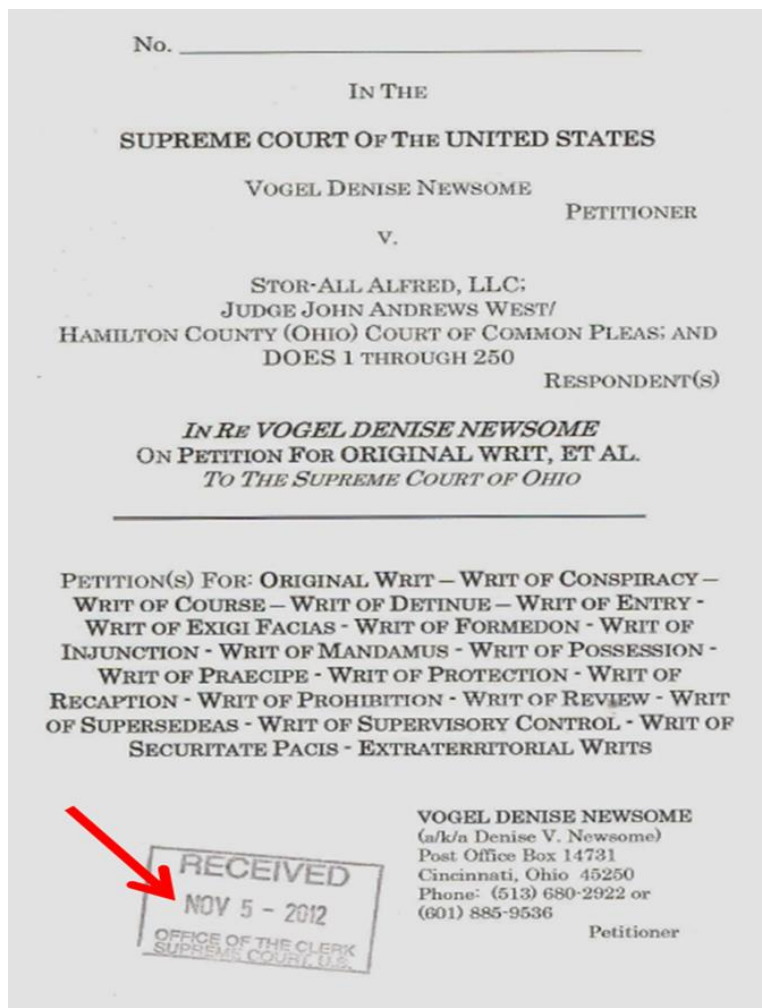 No. ____________________
IN THE
SUPREME COURT OF THE UNITED STATES
VOGEL DENISE NEWSOME
PETITIONER
V.
STOR-ALL ALFRED, LLC;
JUDGE JOHN ANDREWS WEST/
HAMILTON COUNTY (OHIO) COURT OF COMMON PLEAS; AND
DOES 1 THROUGH 250
RESPONDENT(S)
IN RE VOGEL DENISE NEWSOME
ON PETITION FOR ORIGINAL WRIT, ET AL.
TO THE SUPREME COURT OF OHIO
PETITION(S) FOR: ORIGINAL WRIT – WRIT OF CONSPIRACY –
WRIT OF COURSE – WRIT OF DETINUE – WRIT OF ENTRY -
WRIT OF EXIGI FACIAS - WRIT OF FORMEDON - WRIT OF
INJUNCTION - WRIT OF MANDAMUS - WRIT OF POSSESSION -
WRIT OF PRAECIPE - WRIT OF PROTECTION - WRIT OF
RECAPTION - WRIT OF PROHIBITION - WRIT OF REVIEW - WRIT
OF SUPERSEDEAS - WRIT OF SUPERVISORY CONTROL - WRIT OF
SECURITATE PACIS - EXTRATERRITORIAL WRITS
VOGEL DENISE NEWSOME
(a/k/a Denise V. Newsome)
Post Office Box 14731
Cincinnati, Ohio 45250
Phone: (513) 680-2922 or
(601) 885-9536
Petitioner
RECEIVED
NOV 5 - 2012
OFFICE OF THE CLERK
SUPREME COURT, U.S.